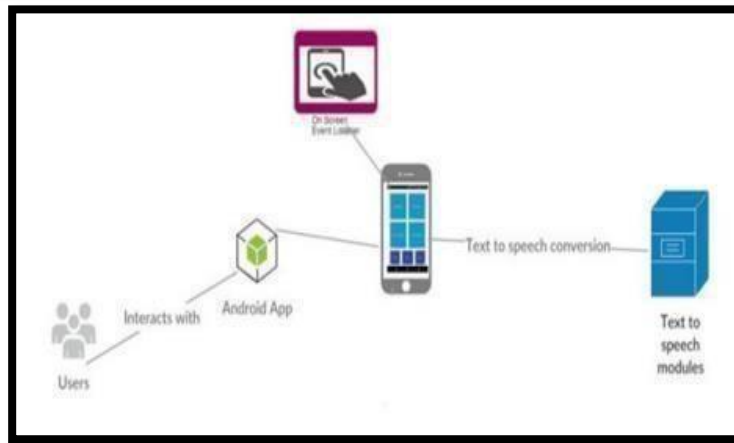 On Screen
Event Listener
Text to speech conversion
Interacts with
Android App
Users
Text to
speech
modules